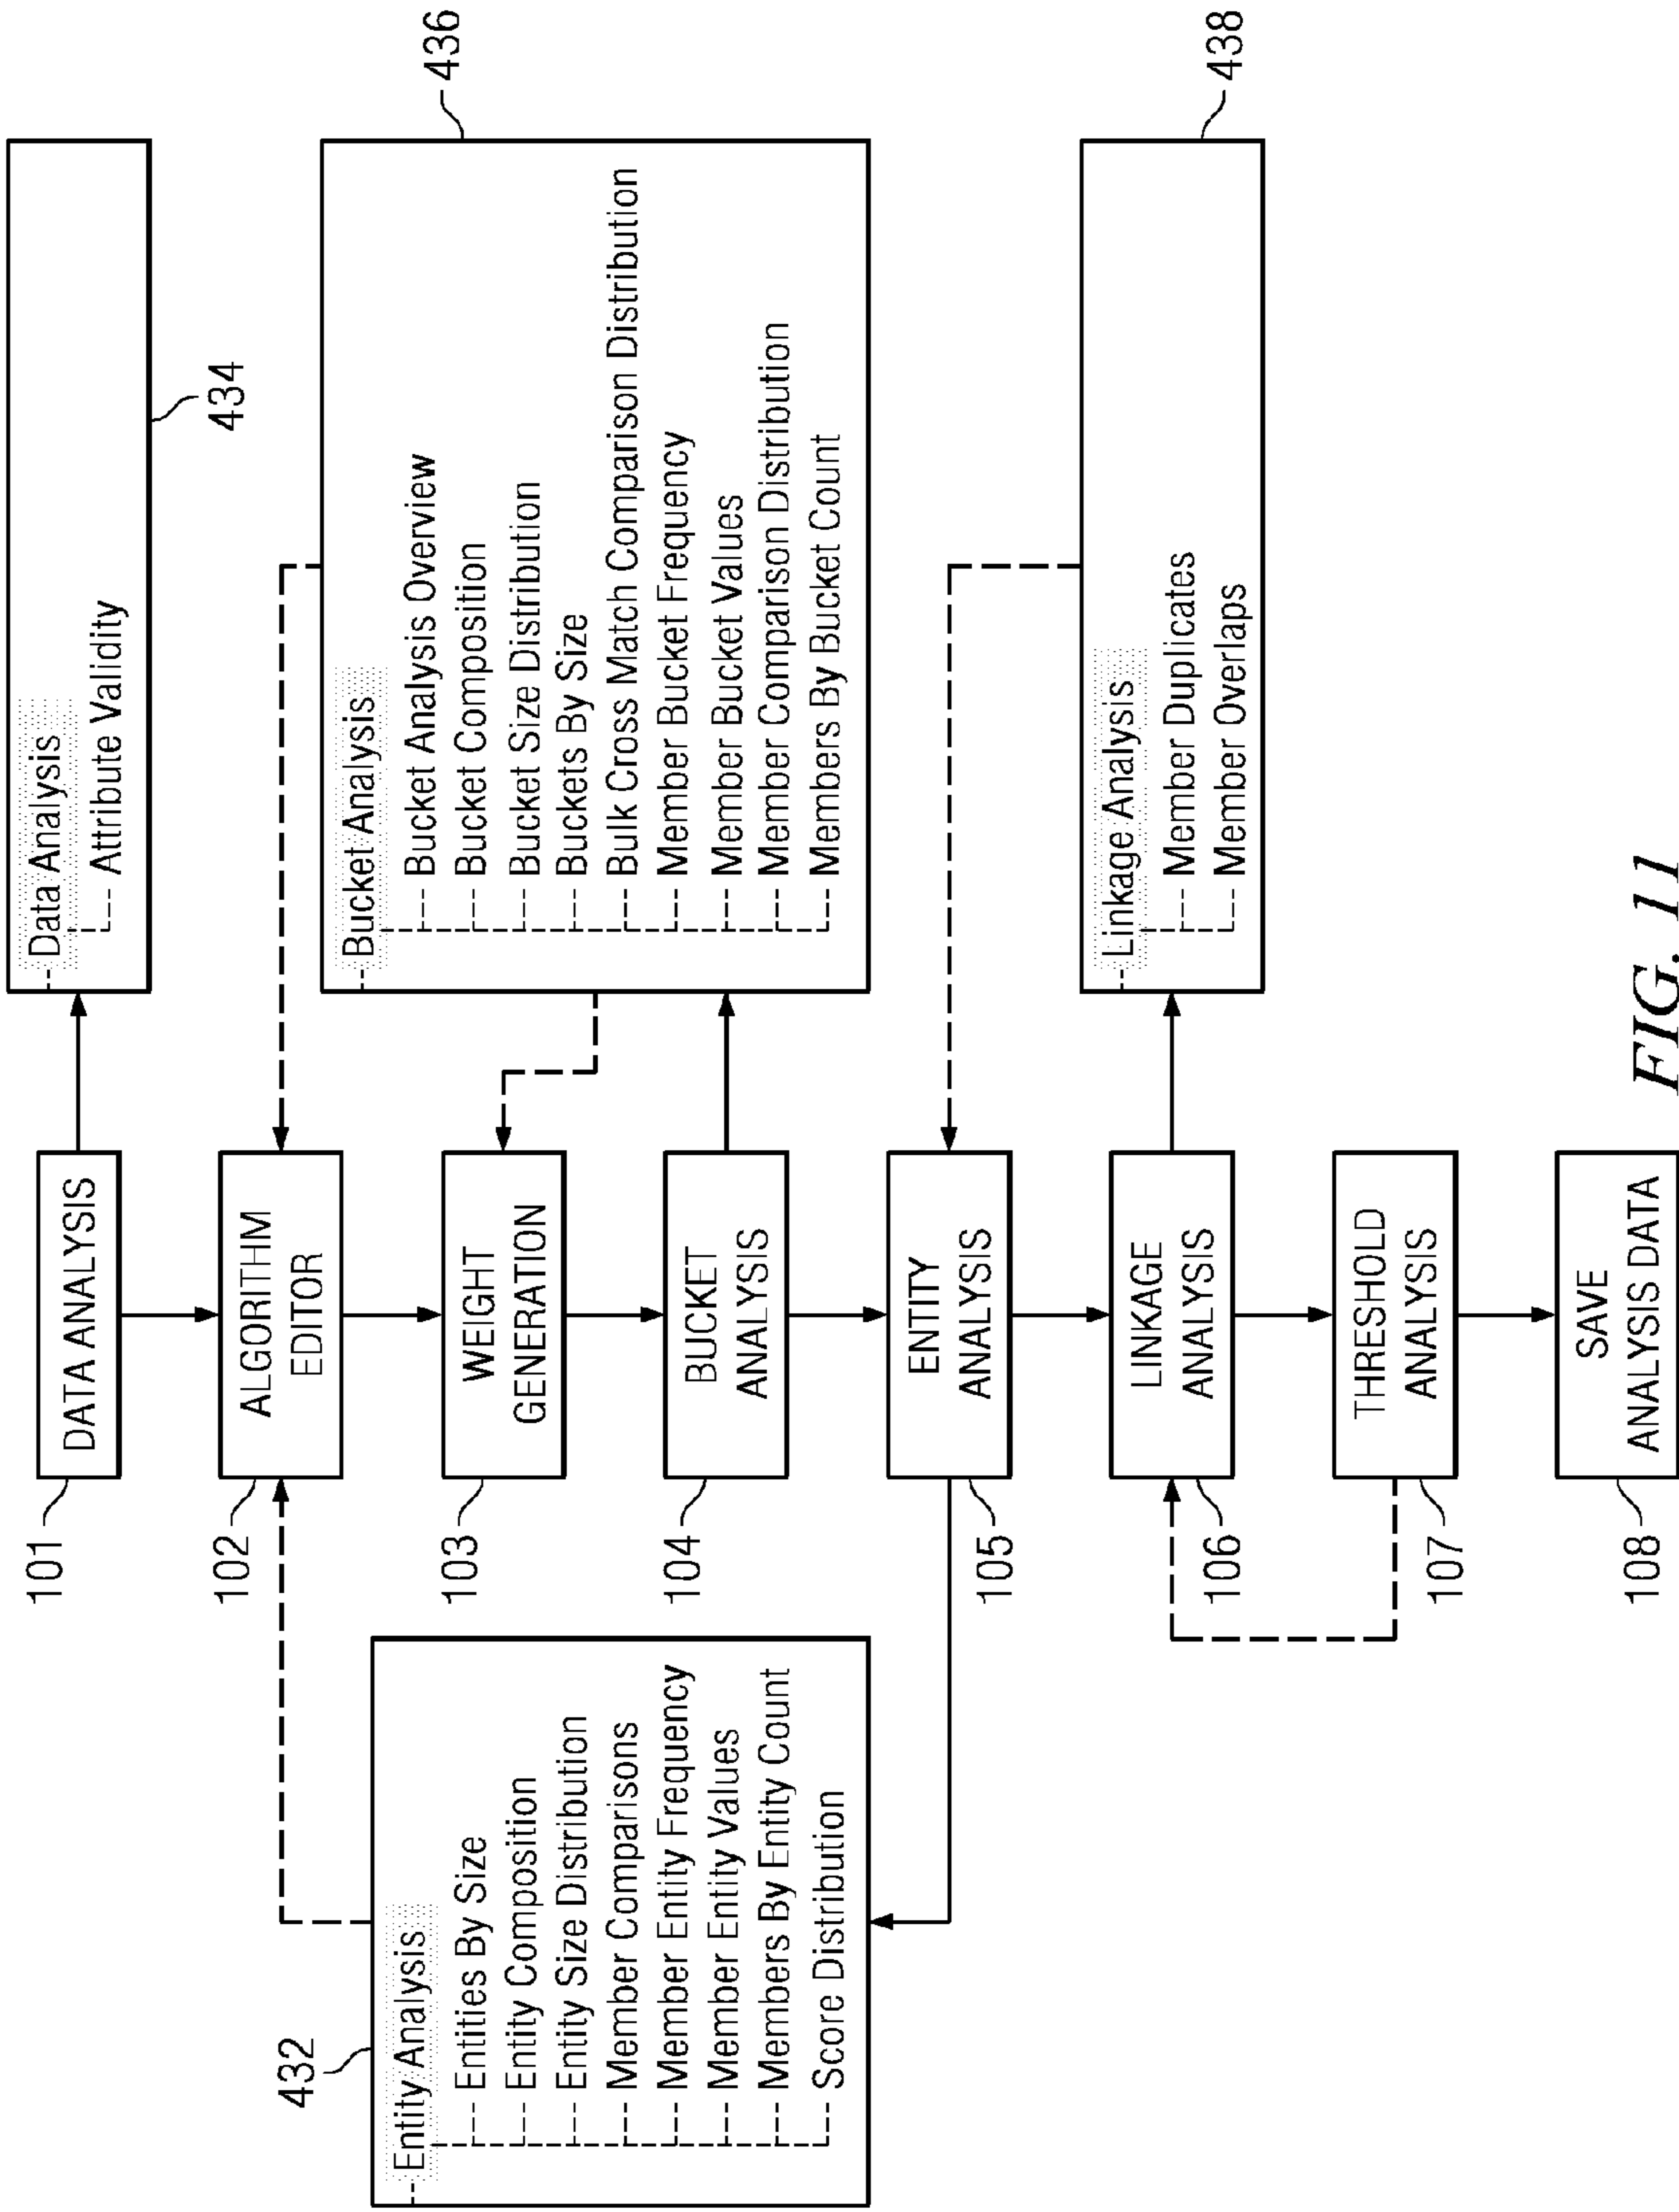 432
Entity Analysis
Entities By Size
Entity Composition
Entity Size Distribution
Member Comparisons
Member Entity Frequency
Member Entity Values
Members By Entity Count
Score Distribution
101
DATA ANALYSIS
102
ALGORITHM
EDITOR
103
WEIGHT
GENERATION
104
BUCKET
ANALYSIS
105
ENTITY
ANALYSIS
106
LINKAGE
ANALYSIS
107
THRESHOLD
ANALYSIS
108
SAVE
ANALYSIS DATA
Data Analysis
Attribute Validity
434
Bucket Analysis
Bucket Analysis Overview
Bucket Composition
Bucket Size Distribution
Buckets By Size
Bulk Cross Match Comparison Distribution
Member Bucket Frequency
Member Bucket Values
Member Comparison Distribution
Members By Bucket Count
436
Linkage Analysis
Member Duplicates
Member Overlaps
438
FIG. 11